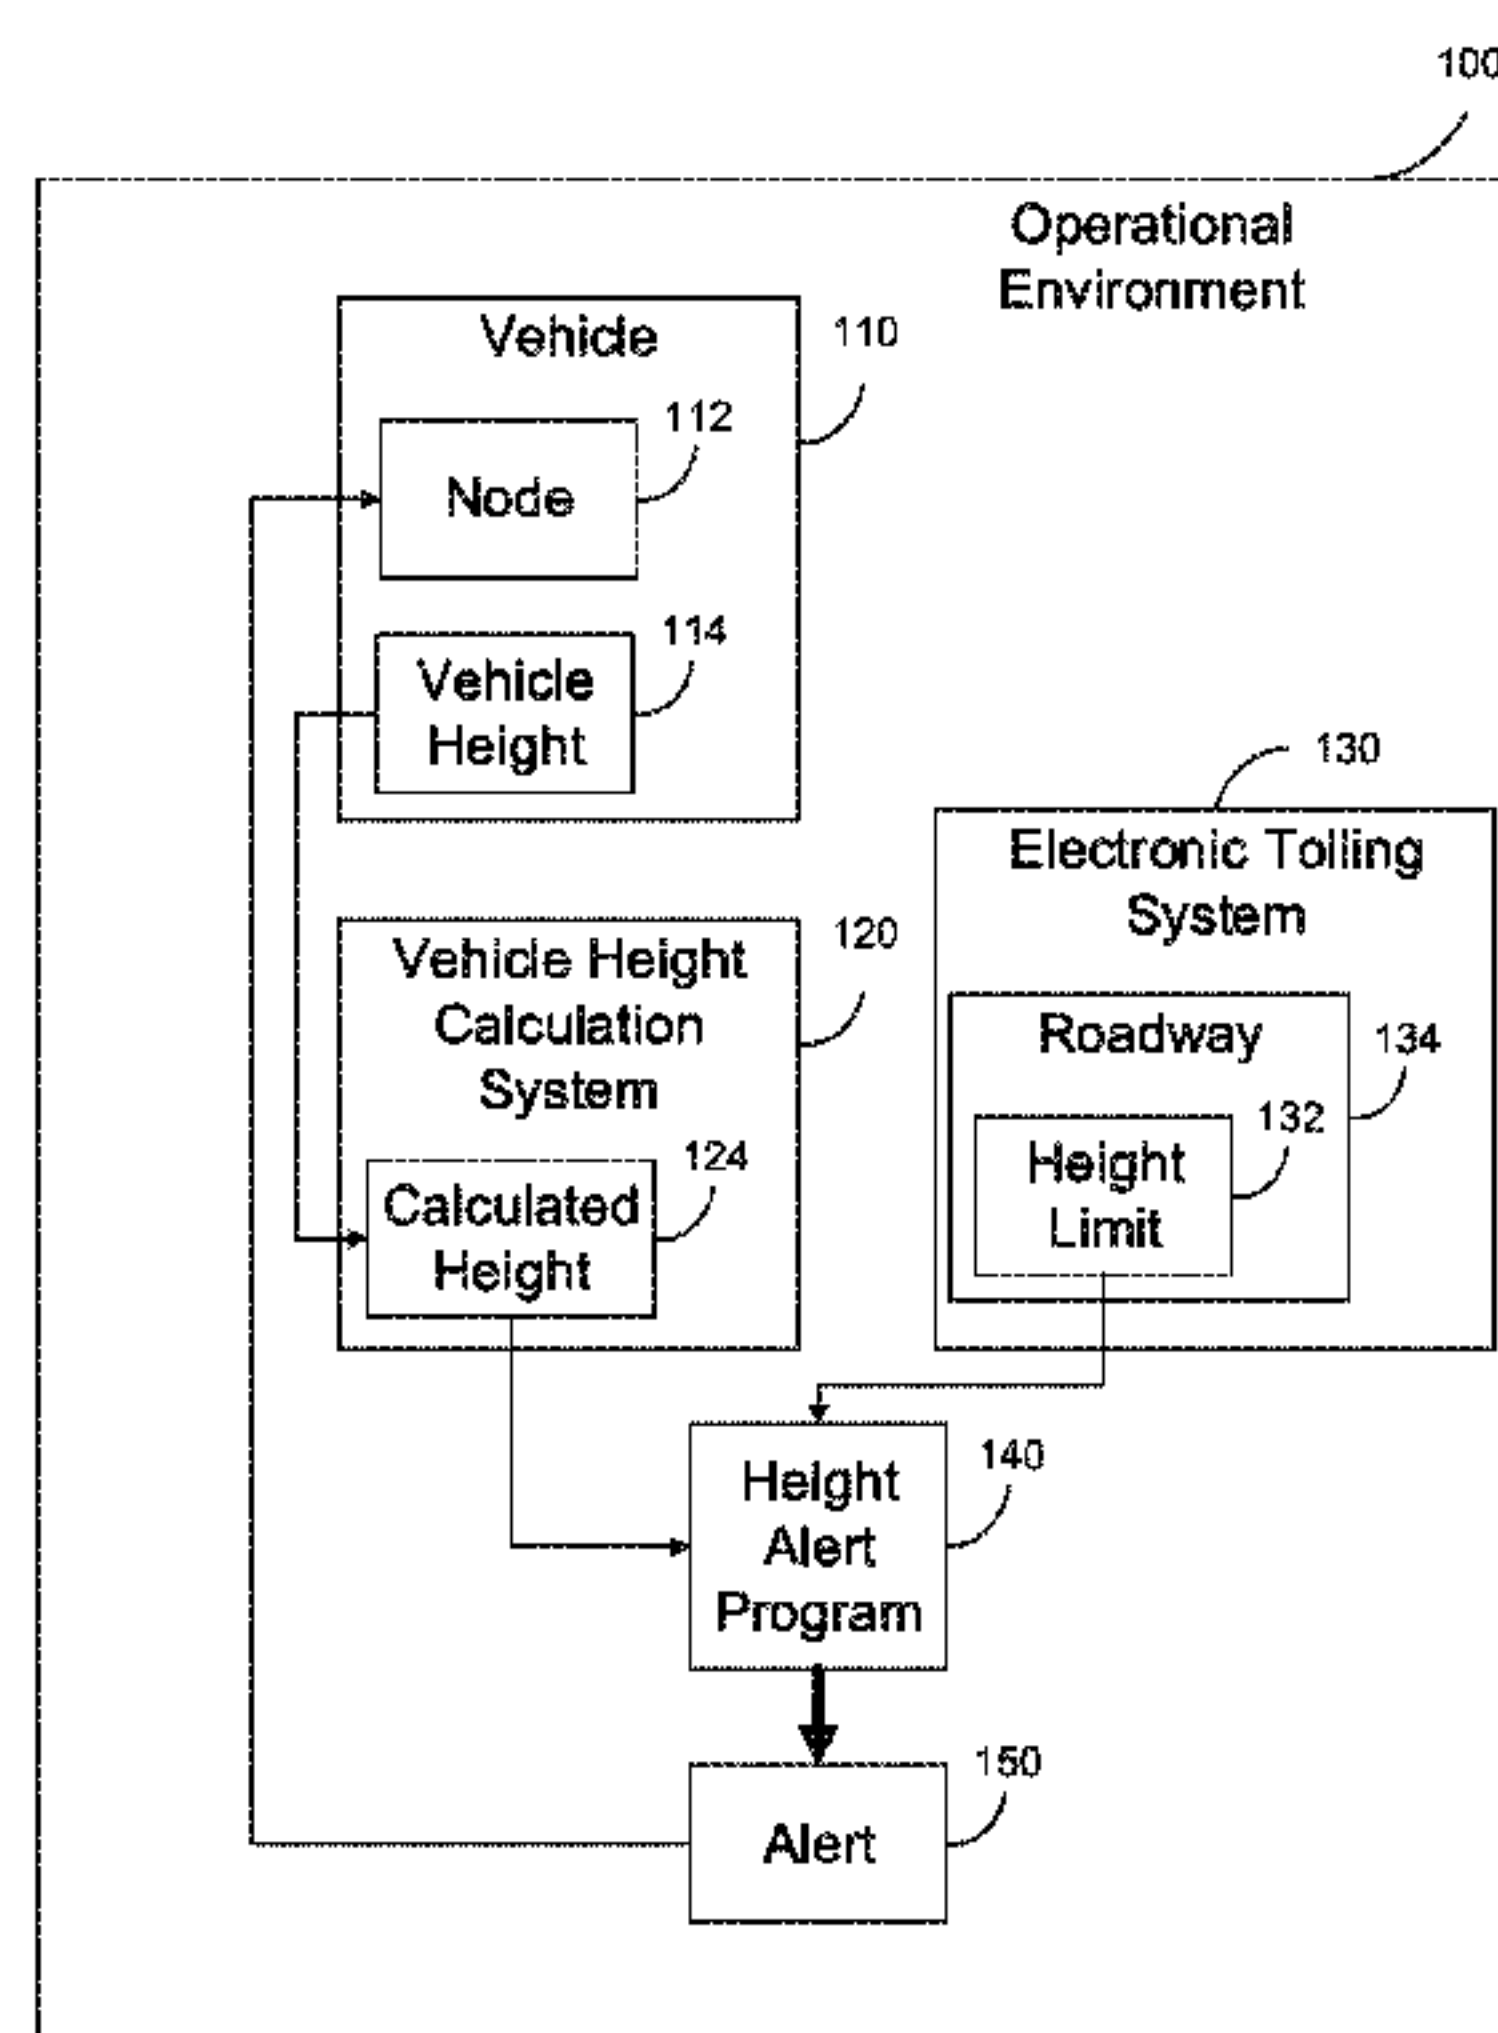 100
Operational
Environment
Vehicle
110
112
Node
114
Vehicle
Height
130
Electronic Tolling
System
120
Vehicle Height
Calculation
System
Roadway
134
132
Height
Limit
124
Calculated
Height
140
Height
Alert
Program
150
Alert